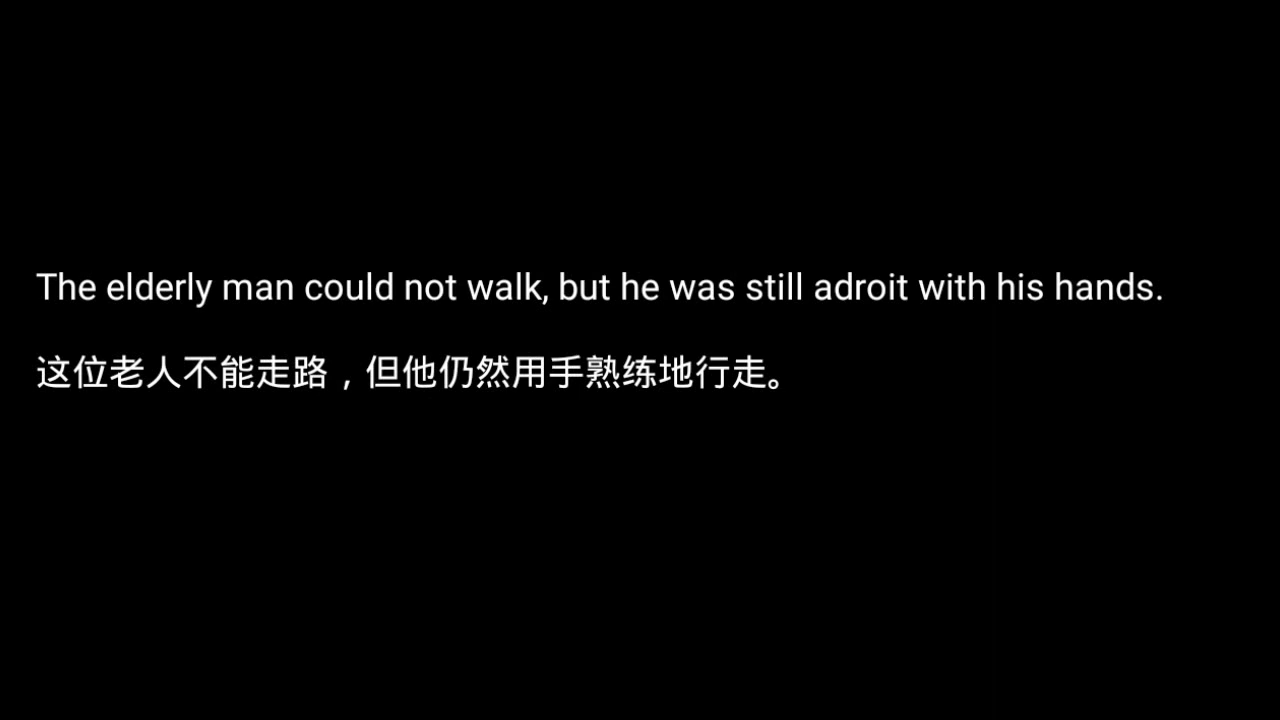 The elderly man could not walk, but he was still adroit with his hands.
这位老人不能走路，但他仍然用手熟练地行走。